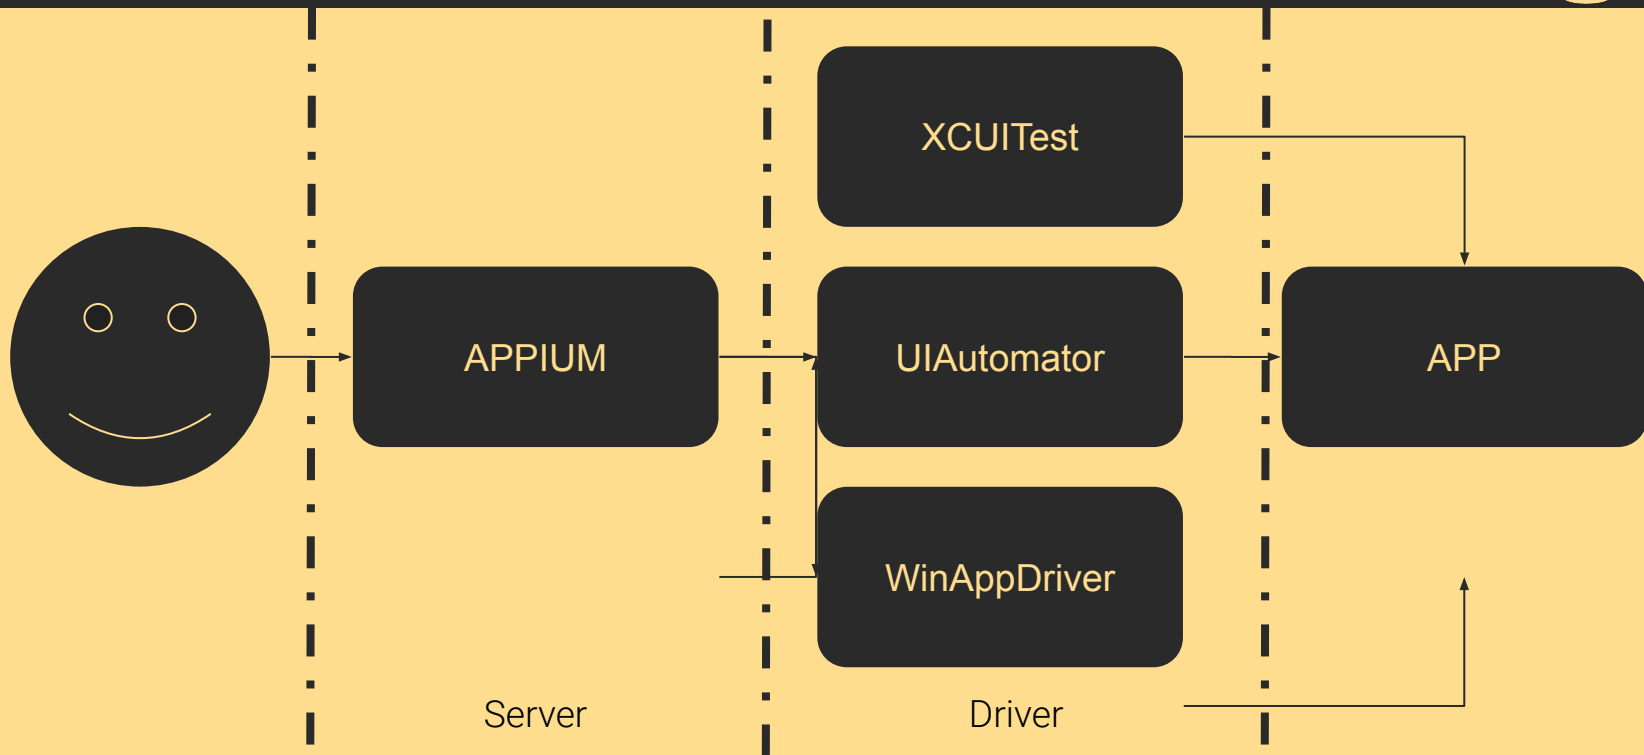 XCUITest
APPIUM
UIAutomator
APP
WinAppDriver
Server
Driver